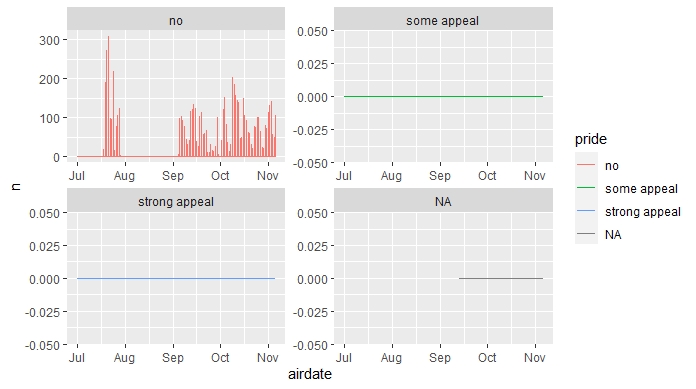 no
some appeal
300
200
100
0
0.050
0.025
0.000
-0.025
-0.050
Jul Aug Sep Oct Nov
Jul Aug Sep Oct Nov
strong appeal
NA
0.050
0.025
0.000
-0.025
-0.050
0.050
0.025
0.000
-0.025
-0.050
Jul Aug Sep Oct Nov
Jul Aug Sep Oct Nov
n
airdate
pride
no
some appeal
strong appeal
NA